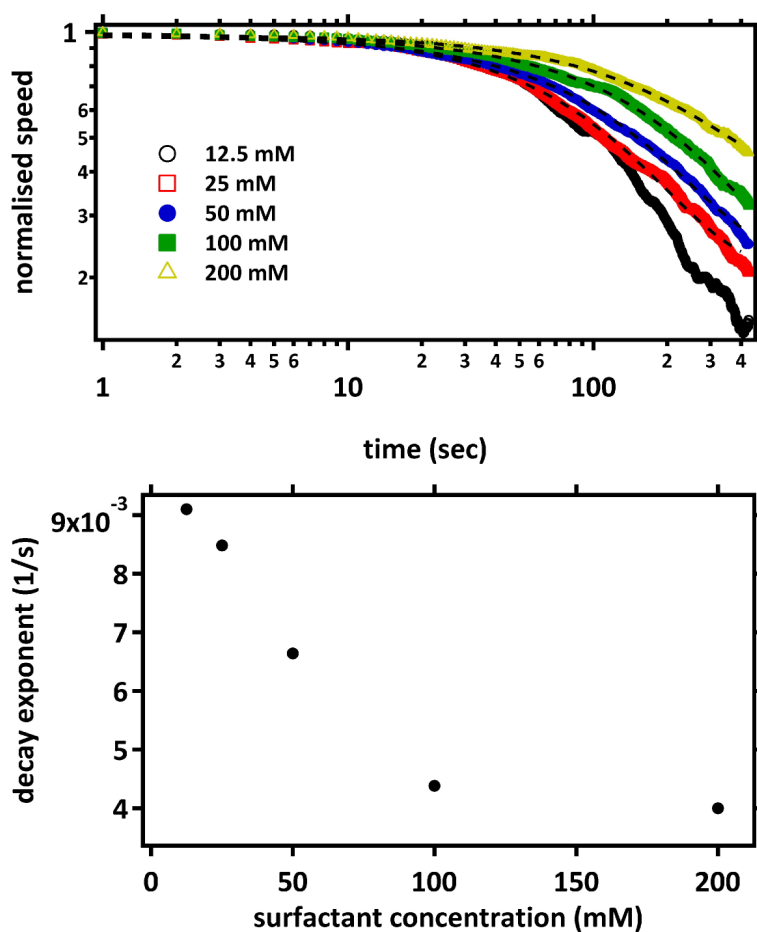 1
6
5
4
3
2
normalised speed
12.5 mM
25 mM
50 mM
100 mM
200 mM
1 2 3 4 5 6 10 2 3 4 5 6 100 2 3 4
time (sec)
9x10-3
8
7
6
5
4
decay exponent (1/s)
0 50 100 150 200
surfactant concentration (mM)